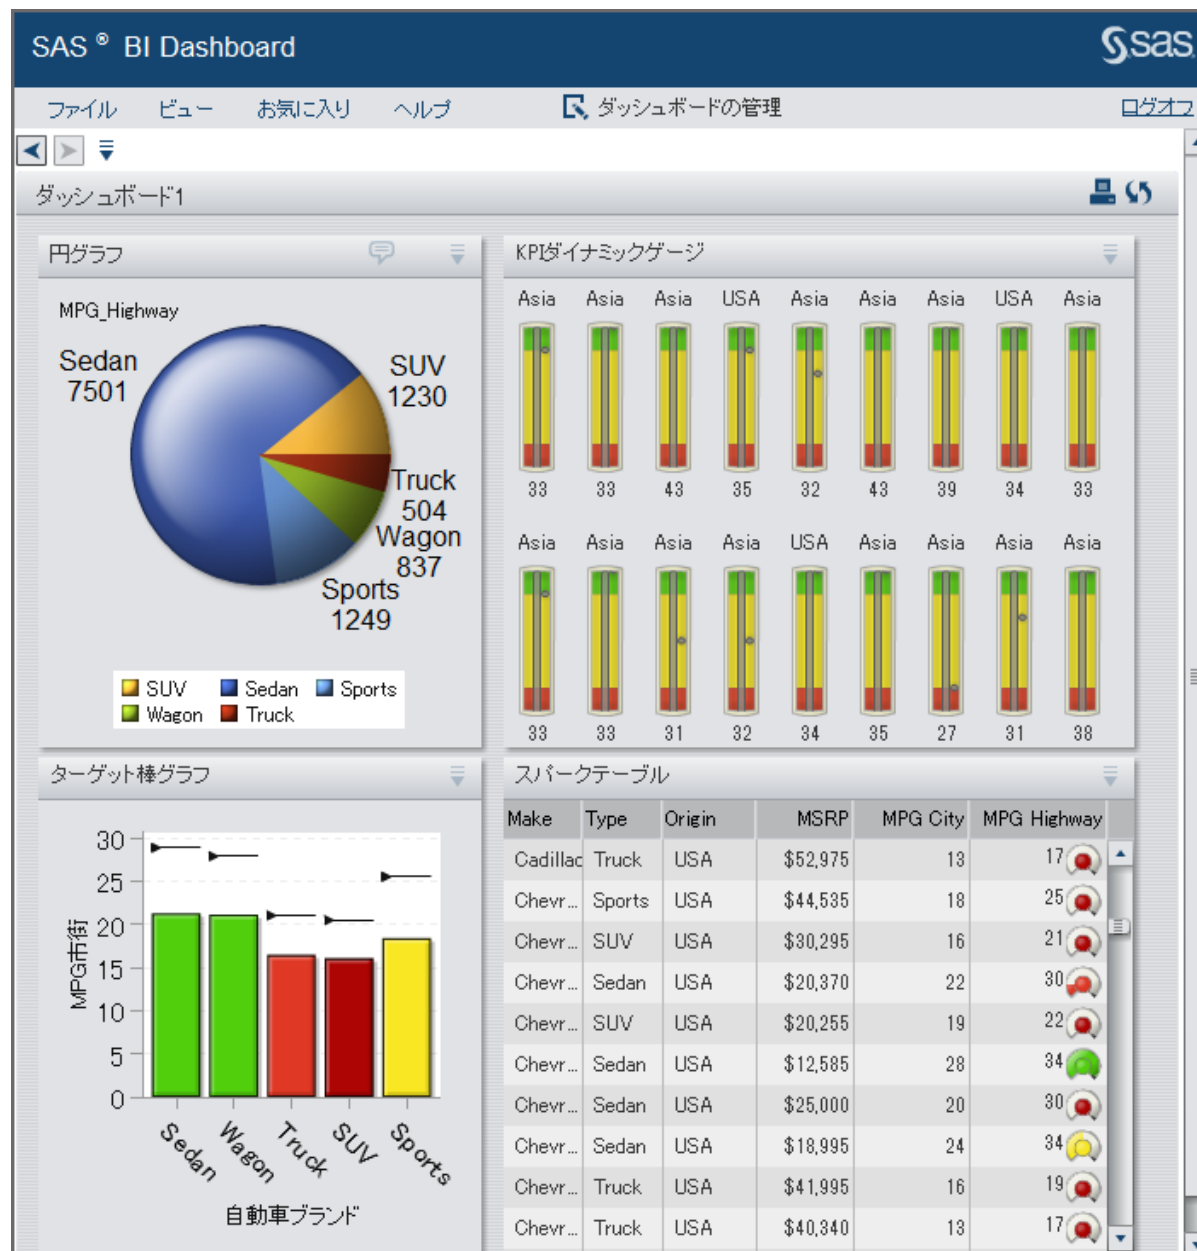 SAS ® BI Dashboard
sas
ファイル ビュー お気に入り ヘルプ ダッシュボードの管理 ログオフ
ダッシュボード1
円グラフ
MPG_Highway
Sedan
7501
SUV
1230
Truck
504
Wagon
837
Sports
1249
SUV Sedan Sports
Wagon Truck
KPIダイナミックゲージ
Asia Asia Asia USA Asia Asia Asia USA Asia
33 33 43 35 32 43 39 34 33
Asia Asia Asia Asia USA Asia Asia Asia Asia
33 33 31 32 34 35 27 31 38
ターゲット棒グラフ
30
25
20
15
10
5
0
MPG市街
Sedan Wagon Truck SUV Sports
自動車ブランド
スパークテーブル
Make Type Origin MSRP MPG City MPG Highway
Cadillac Truck USA $52,975 13 17
Chevr... Sports USA $44,535 18 25
Chevr... SUV USA $30,295 16 21
Chevr... Sedan USA $20,370 22 30
Chevr... SUV USA $20,255 19 22
Chevr... Sedan USA $12,585 28 34
Chevr... Sedan USA $25,000 20 30
Chevr... Sedan USA $18,995 24 34
Chevr... Truck USA $41,995 16 19
Chevr... Truck USA $40,340 13 17